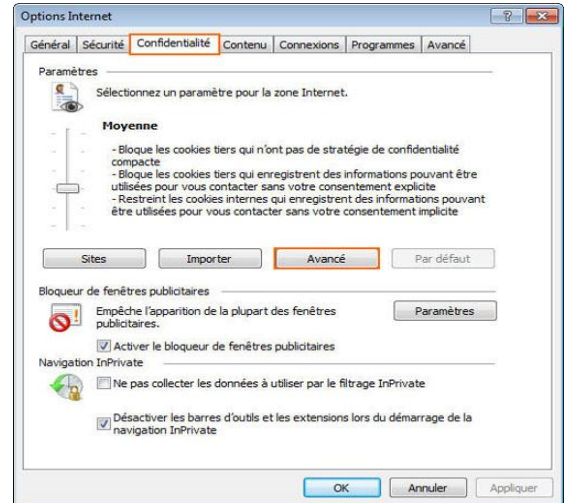 Options Internet
Général Sécurité Confidentialité Contenu Connexions Programmes Avancé
Paramètres
Sélectionnez un paramètre pour la zone Internet.
Moyenne
- Bloque les cookies tiers qui n'ont pas de stratégie de confidentialité
compacte
- Bloque les cookies tiers qui enregistrent des informations pouvant être
utilisées pour vous contacter sans votre consentement explicite
- Restreint les cookies internes qui enregistrent des informations pouvant
être utilisées pour vous contacter sans votre consentement implicite
Sites Importer Avancé Par défaut
Bloqueur de fenêtres publicitaires
Empêche l'apparition de la plupart des fenêtres
publicitaires.
Paramètres
Activer le bloqueur de fenêtres publicitaires
Navigation InPrivate
Ne pas collecter les données à utiliser par le filtrage InPrivate
Désactiver les barres d'outils et les extensions lors du démarrage de la
navigation InPrivate
OK Annuler Appliquer